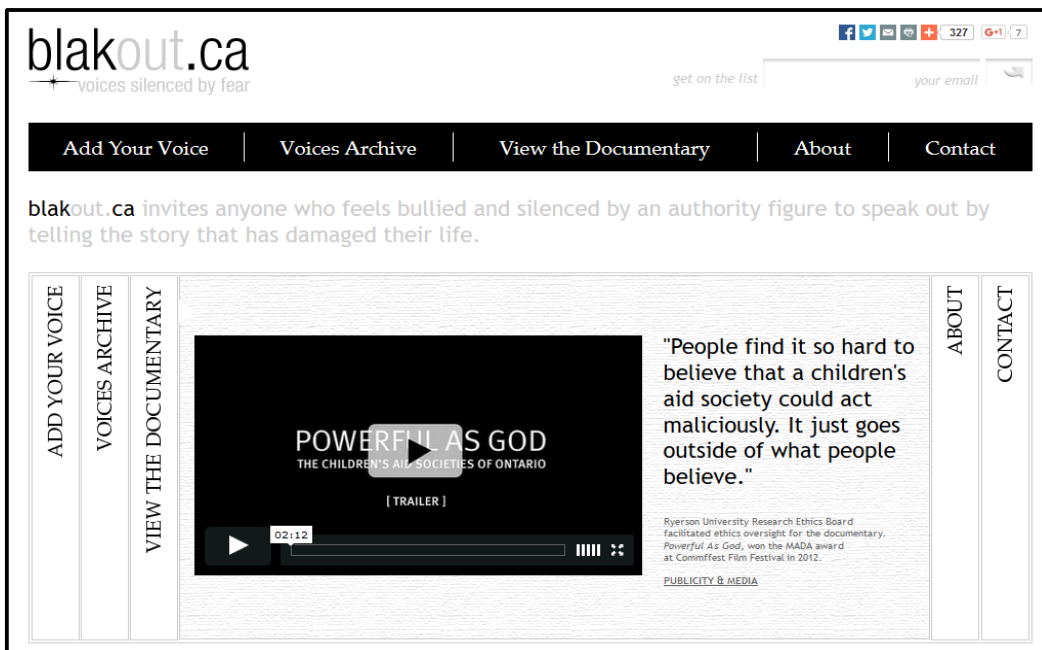 blakout.ca
voices silenced by fear
327
G+1
7
get on the list
your email
Add Your Voice
Voices Archive
View the Documentary
About
Contact
blakout.ca invites anyone who feels bullied and silenced by an authority figure to speak out by
telling the story that has damaged their life.
ADD YOUR VOICE
VOICES ARCHIVE
VIEW THE DOCUMENTARY
POWERFUL AS GOD
THE CHILDREN'S AID SOCIETIES OF ONTARIO
[ TRAILER ]
02:12
"People find it so hard to
believe that a children's
aid society could act
maliciously. It just goes
outside of what people
believe."
Ryerson University Research Ethics Board
facilitated ethics oversight for the documentary.
Powerful As God, won the MADA award
at Commffest Film Festival in 2012.
PUBLICITY & MEDIA
ABOUT
CONTACT